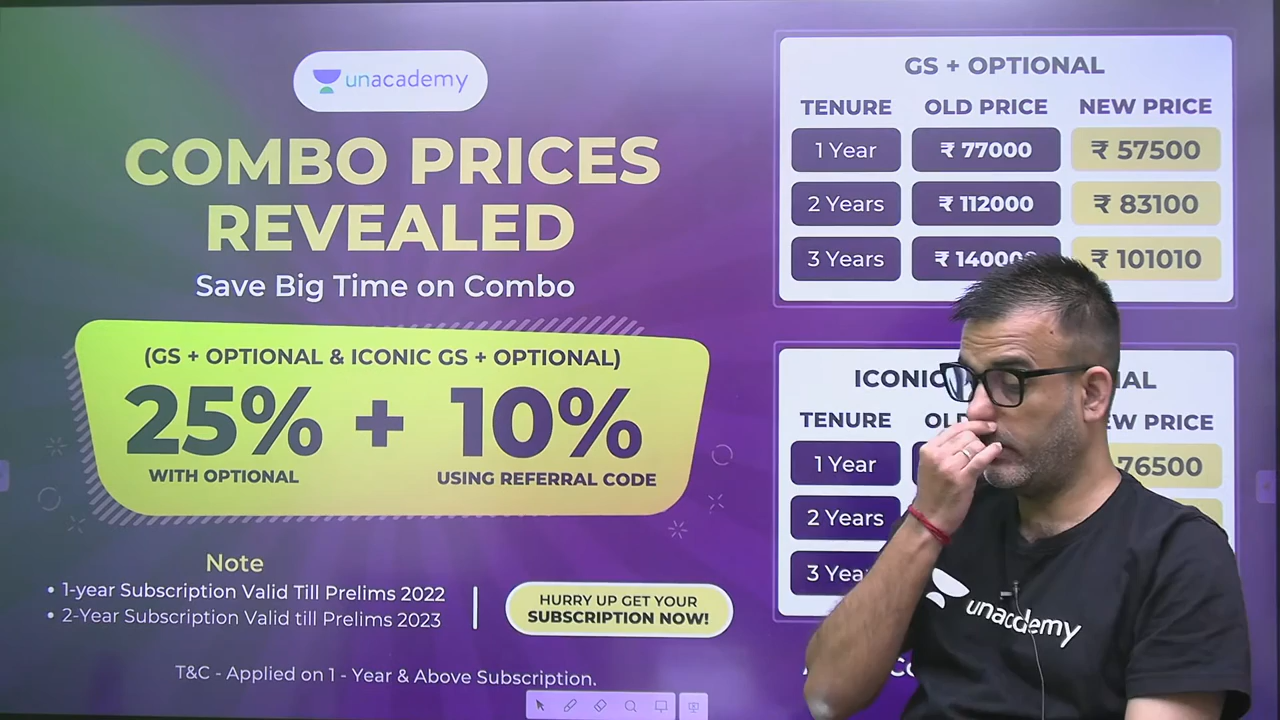 unacademy
COMBO PRICES
REVEALED
Save Big Time on Combo
(GS + OPTIONAL & ICONIC GS + OPTIONAL)
25% + 10%
WITH OPTIONAL USING REFERRAL CODE
Note
• 1-year Subscription Valid Till Prelims 2022
• 2-Year Subscription Valid till Prelims 2023
HURRY UP GET YOUR
SUBSCRIPTION NOW!
T&C - Applied on 1 - Year & Above Subscription.
GS + OPTIONAL
TENURE OLD PRICE NEW PRICE
1 Year ₹ 77000 ₹ 57500
2 Years ₹ 112000 ₹ 83100
3 Years ₹ 140000 ₹ 101010
ICONIC
TENURE
1 Year 76500
2 Years
3
unacademy